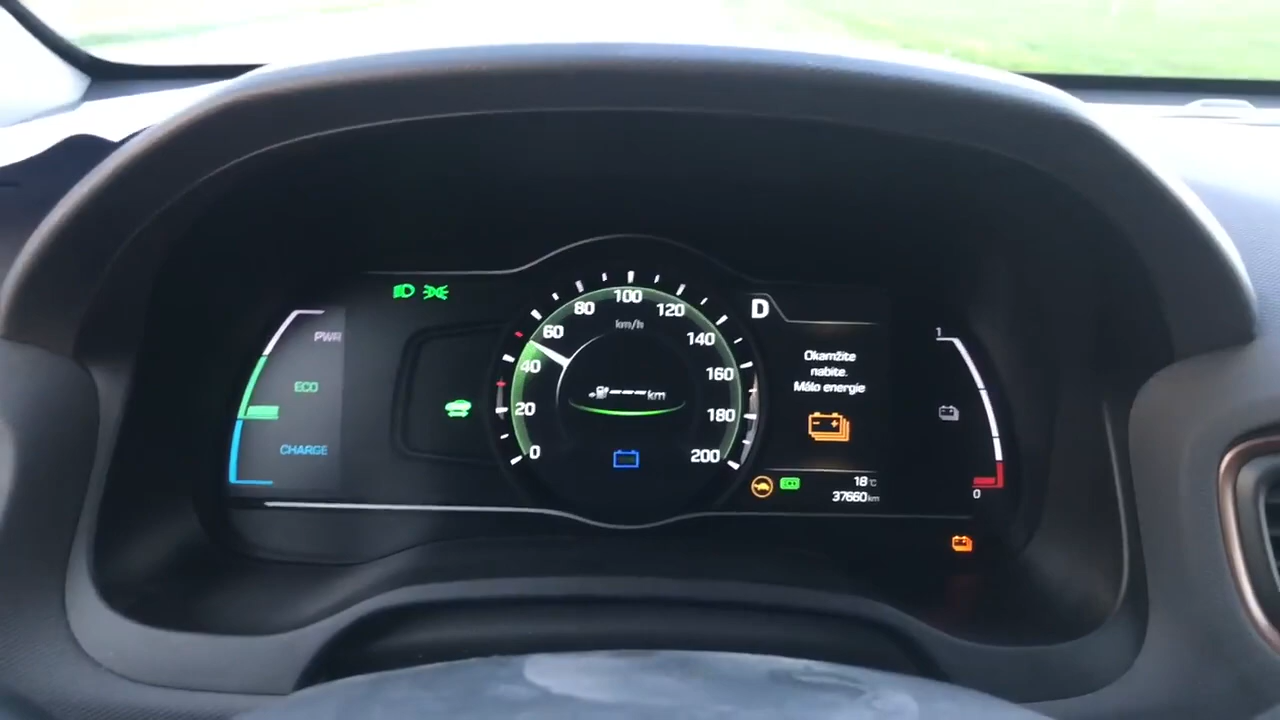 PWR
ECO
CHARGE
0
20
40
60
80
100
120
140
160
180
200
km/h
--- km
D
Okamžite
nabite.
Málo energie
ECO
18°C
37660km
1
0